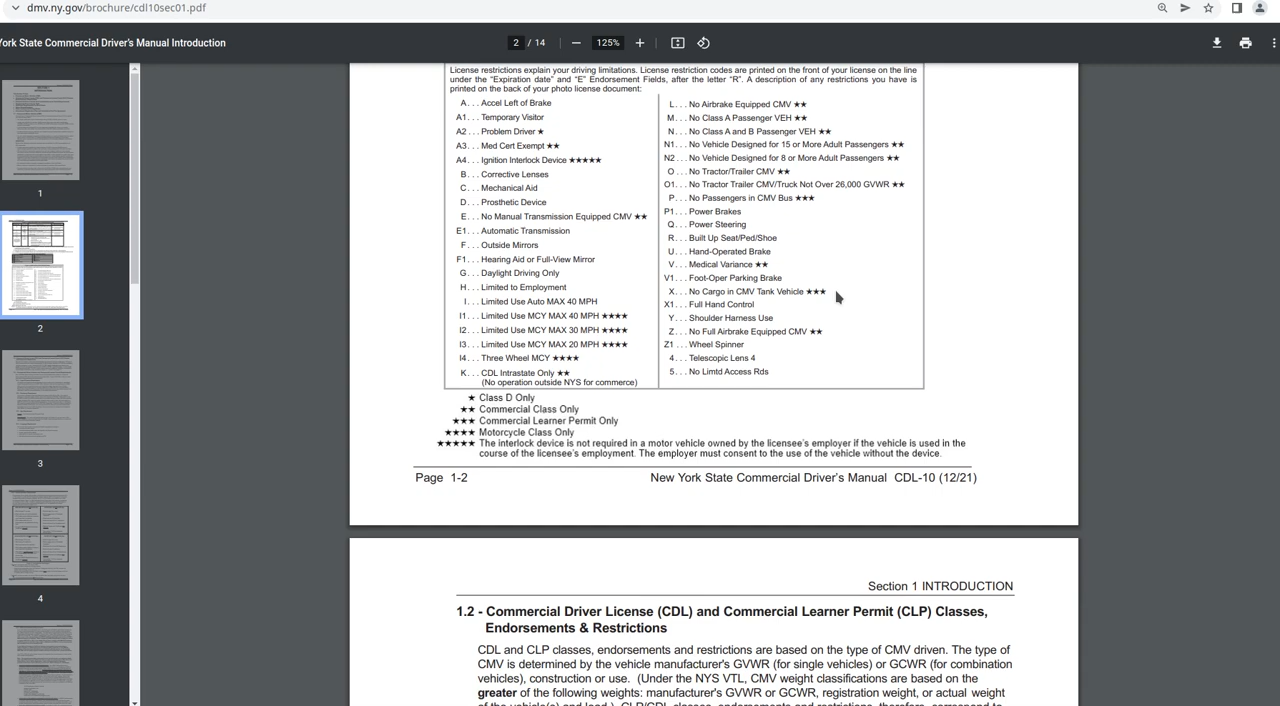 dmv.ny.gov/brochure/cdl10sec01.pdf
York State Commercial Driver's Manual Introduction
2 / 14
125%
License restrictions explain your driving limitations. License restriction codes are printed on the front of your license on the line
under the “Expiration date” and “E” Endorsement Fields, after the letter “R”. A description of any restrictions you have is
printed on the back of your photo license document:
A . . . Accel Left of Brake
A1 . . . Temporary Visitor
A2 . . . Problem Driver ★
A3 . . . Med Cert Exempt ★★
A4 . . . Ignition Interlock Device ★★★★★
B . . . Corrective Lenses
C . . . Mechanical Aid
D . . . Prosthetic Device
E . . . No Manual Transmission Equipped CMV ★★
E1 . . . Automatic Transmission
F . . . Outside Mirrors
F1 . . . Hearing Aid or Full-View Mirror
G . . . Daylight Driving Only
H . . . Limited to Employment
I . . . Limited Use Auto MAX 40 MPH
I1 . . . Limited Use MCY MAX 40 MPH ★★★★
I2 . . . Limited Use MCY MAX 30 MPH ★★★★
I3 . . . Limited Use MCY MAX 20 MPH ★★★★
I4 . . . Three Wheel MCY ★★★★
K . . . CDL Intrastate Only ★★
(No operation outside NYS for commerce)
L . . . No Airbrake Equipped CMV ★★
M . . . No Class A Passenger VEH ★★
N . . . No Class A and B Passenger VEH ★★
N1 . . . No Vehicle Designed for 15 or More Adult Passengers ★★
N2 . . . No Vehicle Designed for 8 or More Adult Passengers ★★
O . . . No Tractor/Trailer CMV ★★
O1 . . . No Tractor Trailer CMV/Truck Not Over 26,000 GVWR ★★
P . . . No Passengers in CMV Bus ★★★
P1 . . . Power Brakes
Q . . . Power Steering
R . . . Built Up Seat/Ped/Shoe
U . . . Hand-Operated Brake
V . . . Medical Variance ★★
V1 . . . Foot-Oper Parking Brake
X . . . No Cargo in CMV Tank Vehicle ★★★
X1 . . . Full Hand Control
Y . . . Shoulder Harness Use
Z . . . No Full Airbrake Equipped CMV ★★
Z1 . . . Wheel Spinner
4 . . . Telescopic Lens 4
5 . . . No Limtd Access Rds
★ Class D Only
★★ Commercial Class Only
★★★ Commercial Learner Permit Only
★★★★ Motorcycle Class Only
★★★★★ The interlock device is not required in a motor vehicle owned by the licensee's employer if the vehicle is used in the
course of the licensee's employment. The employer must consent to the use of the vehicle without the device.
Page 1-2
New York State Commercial Driver's Manual CDL-10 (12/21)
Section 1 INTRODUCTION
1.2 - Commercial Driver License (CDL) and Commercial Learner Permit (CLP) Classes,
Endorsements & Restrictions
CDL and CLP classes, endorsements and restrictions are based on the type of CMV driven. The type of
CMV is determined by the vehicle manufacturer's GVWR (for single vehicles) or GCWR (for combination
vehicles), construction or use. (Under the NYS VTL, CMV weight classifications are based on the
greater of the following weights: manufacturer's GVWR or GCWR, registration weight, or actual weight
1
2
3
4